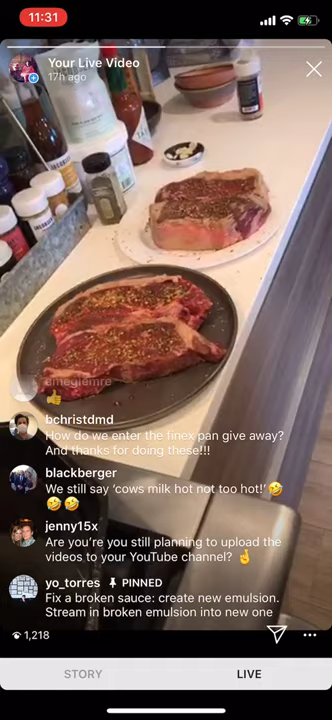 11:31
Your Live Video
17h ago
@meglemre
👍
bchristdmd
How do we enter the finex pan give away?
And thanks for doing these!!!
blackberger
We still say ‘cows milk hot not too hot!’🤣
🤣🤣
jenny15x
Are you’re you still planning to upload the
videos to your YouTube channel? 🤞
yo_torres PINNED
Fix a broken sauce: create new emulsion.
Stream in broken emulsion into new one
1,218
STORY
LIVE